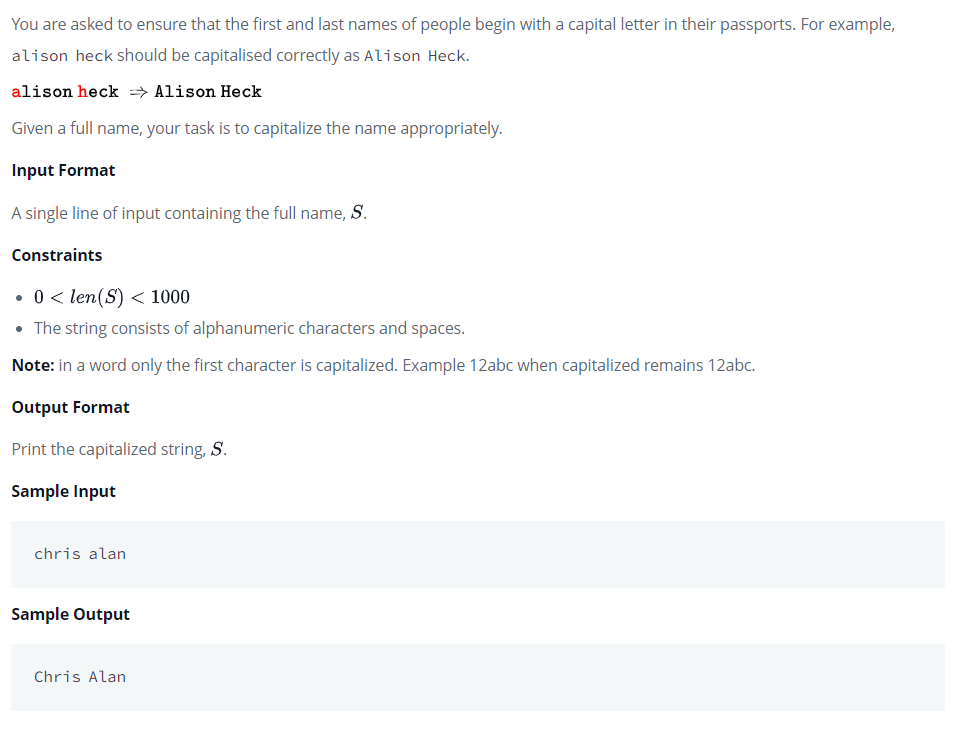 You are asked to ensure that the first and last names of people begin with a capital letter in their passports. For example,
alison heck should be capitalised correctly as Alison Heck.
alison heck ⇒ Alison Heck
Given a full name, your task is to capitalize the name appropriately.
Input Format
A single line of input containing the full name, S.
Constraints
• 0 < len(S) < 1000
• The string consists of alphanumeric characters and spaces.
Note: in a word only the first character is capitalized. Example 12abc when capitalized remains 12abc.
Output Format
Print the capitalized string, S.
Sample Input
chris alan
Sample Output
Chris Alan